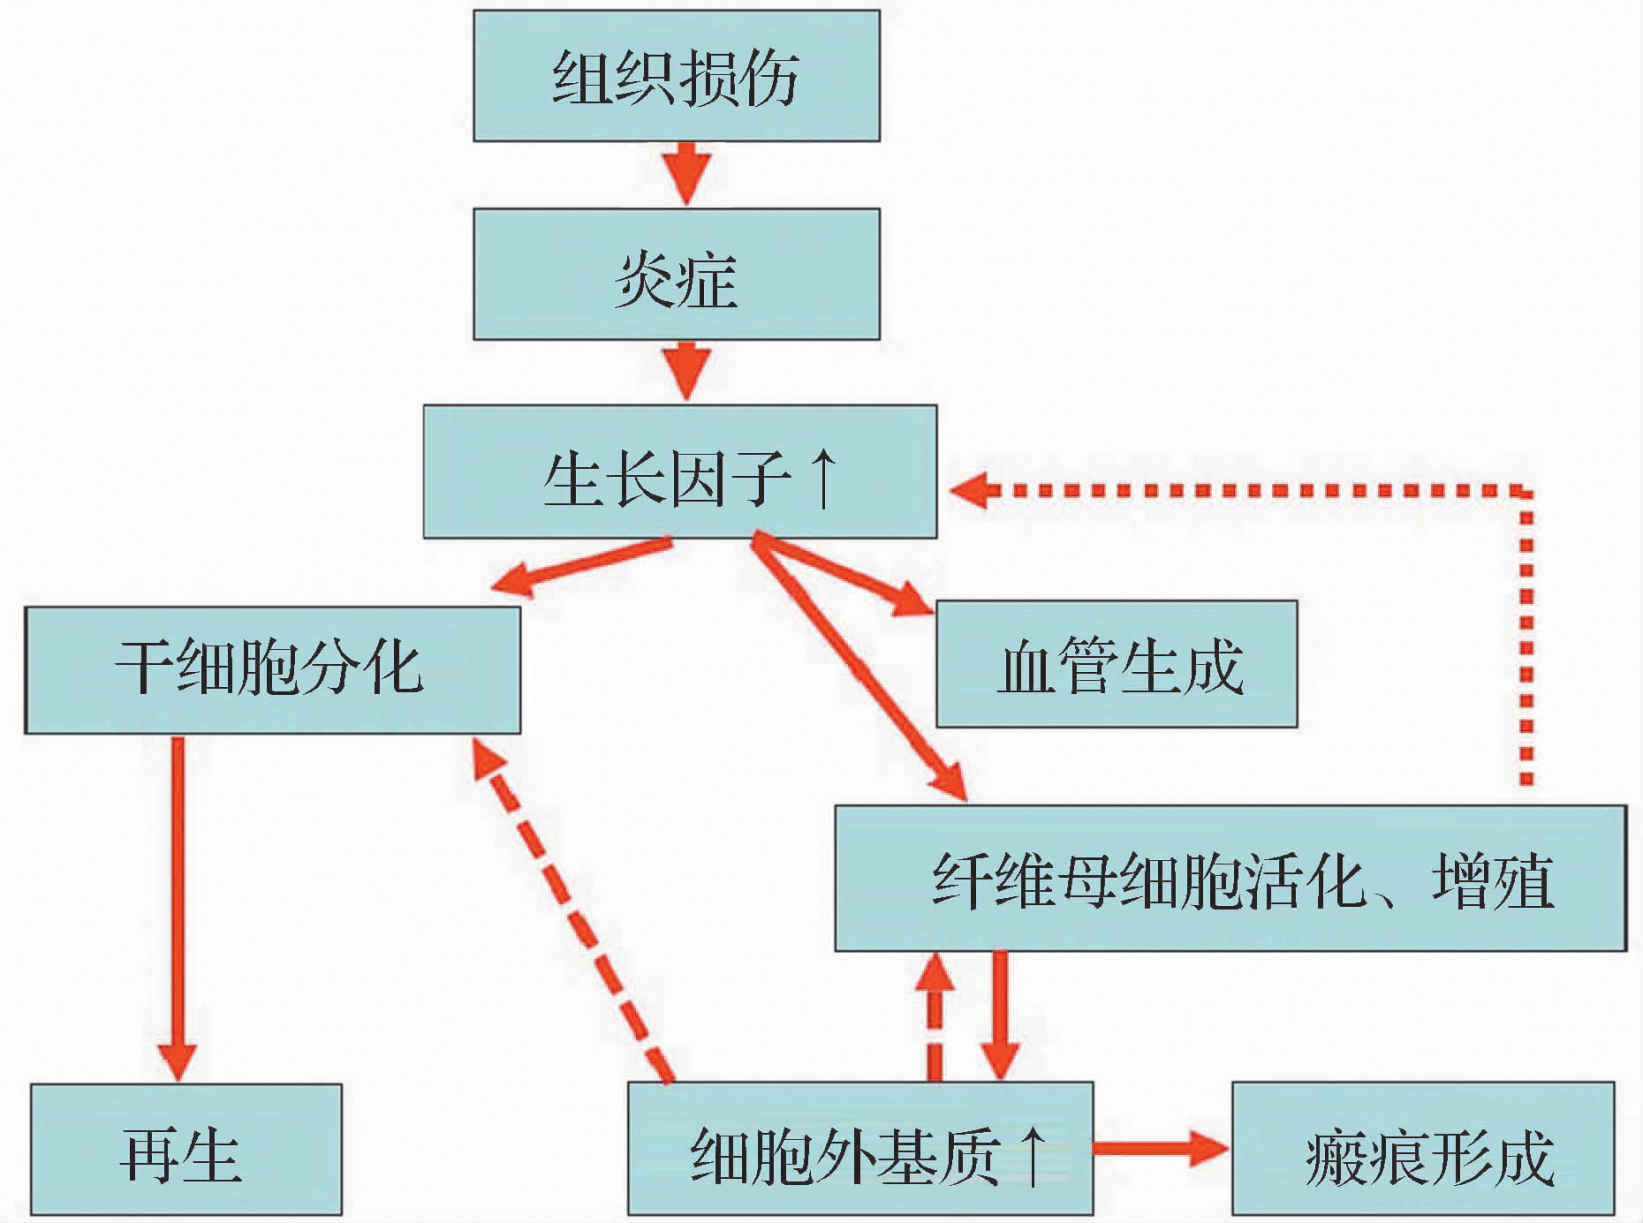 组织损伤
炎症
生长因子↑
干细胞分化
血管生成
纤维母细胞活化、增殖
再生
细胞外基质↑
瘢痕形成